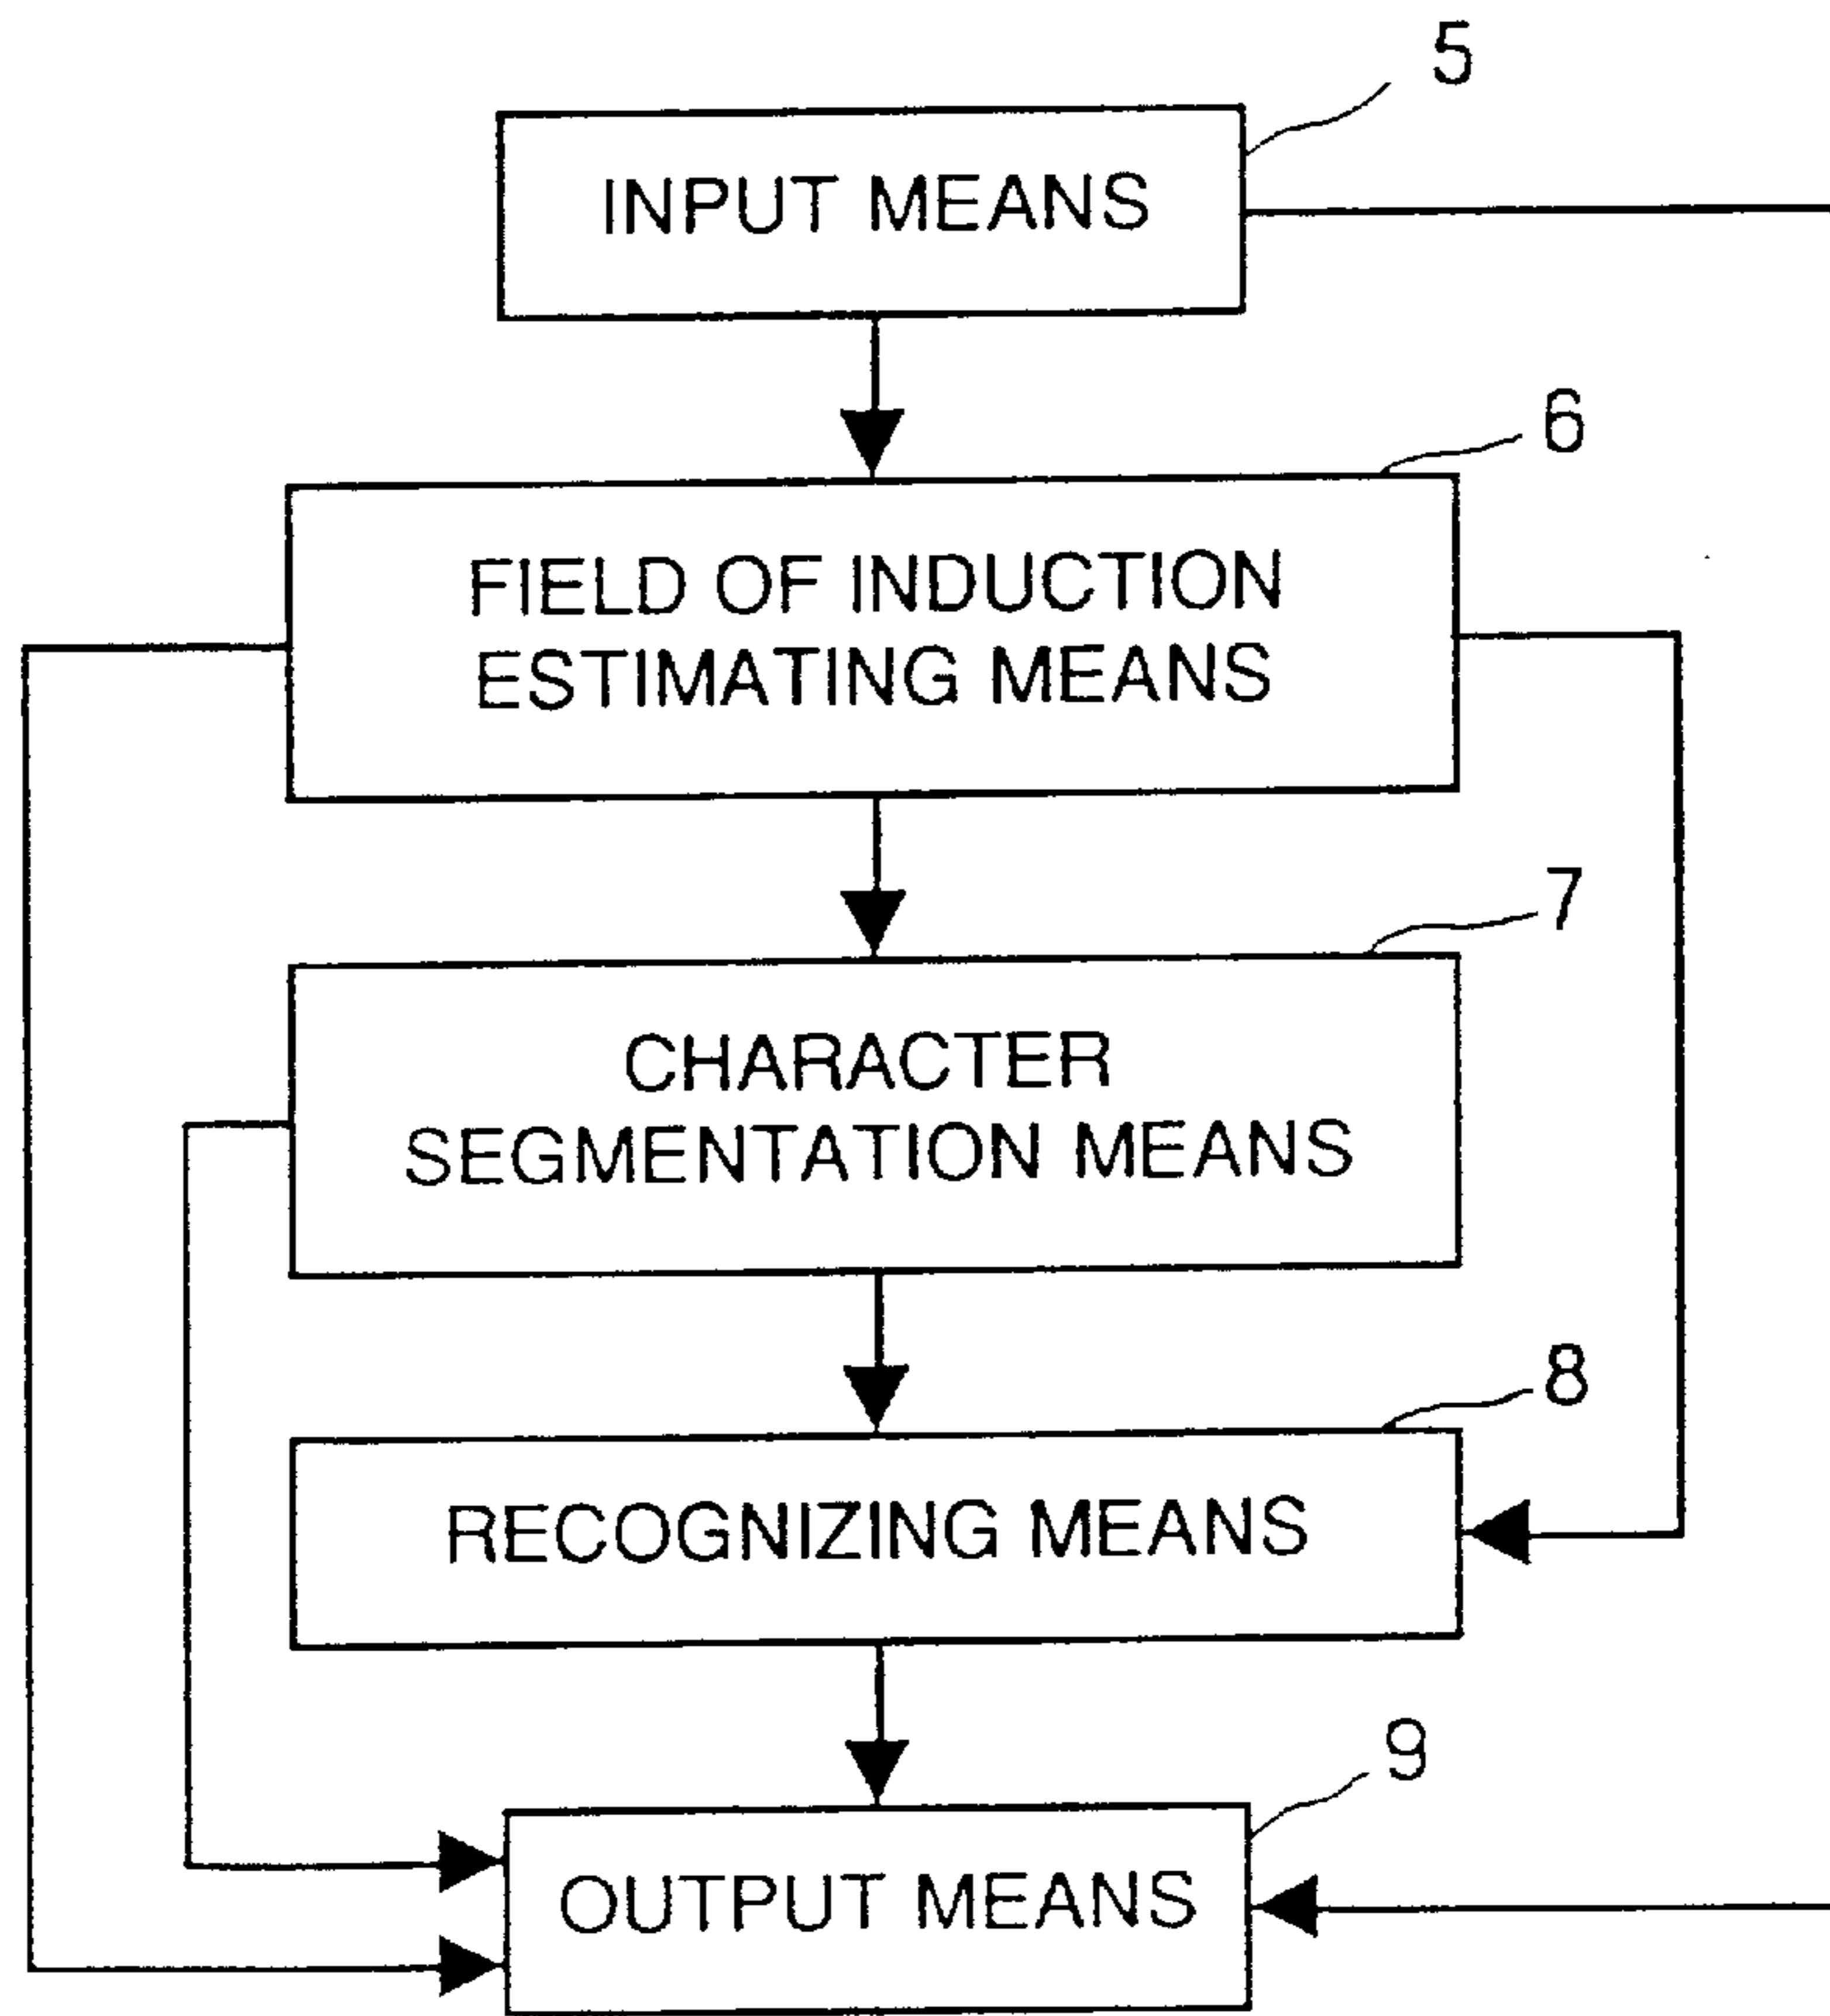 5
INPUT MEANS
6
FIELD OF INDUCTION
ESTIMATING MEANS
7
CHARACTER
SEGMENTATION MEANS
8
RECOGNIZING MEANS
9
OUTPUT MEANS